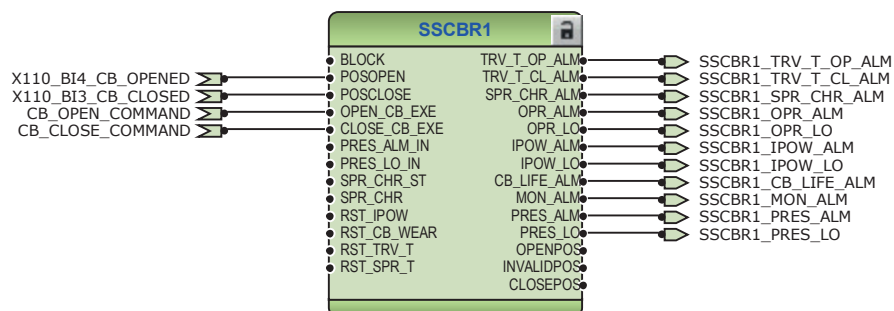 SSCBR1
X110_BI4_CB_OPENED
X110_BI3_CB_CLOSED
CB_OPEN_COMMAND
CB_CLOSE_COMMAND
BLOCK
POSOPEN
POSCLOSE
OPEN_CB_EXE
CLOSE_CB_EXE
PRES_ALM_IN
PRES_LO_IN
SPR_CHR_ST
SPR_CHR
RST_IPOW
RST_CB_WEAR
RST_TRV_T
RST_SPR_T
TRV_T_OP_ALM
TRV_T_CL_ALM
SPR_CHR_ALM
OPR_ALM
OPR_LO
IPOW_ALM
IPOW_LO
CB_LIFE_ALM
MON_ALM
PRES_ALM
PRES_LO
OPENPOS
INVALIDPOS
CLOSEPOS
SSCBR1_TRV_T_OP_ALM
SSCBR1_TRV_T_CL_ALM
SSCBR1_SPR_CHR_ALM
SSCBR1_OPR_ALM
SSCBR1_OPR_LO
SSCBR1_IPOW_ALM
SSCBR1_IPOW_LO
SSCBR1_CB_LIFE_ALM
SSCBR1_MON_ALM
SSCBR1_PRES_ALM
SSCBR1_PRES_LO